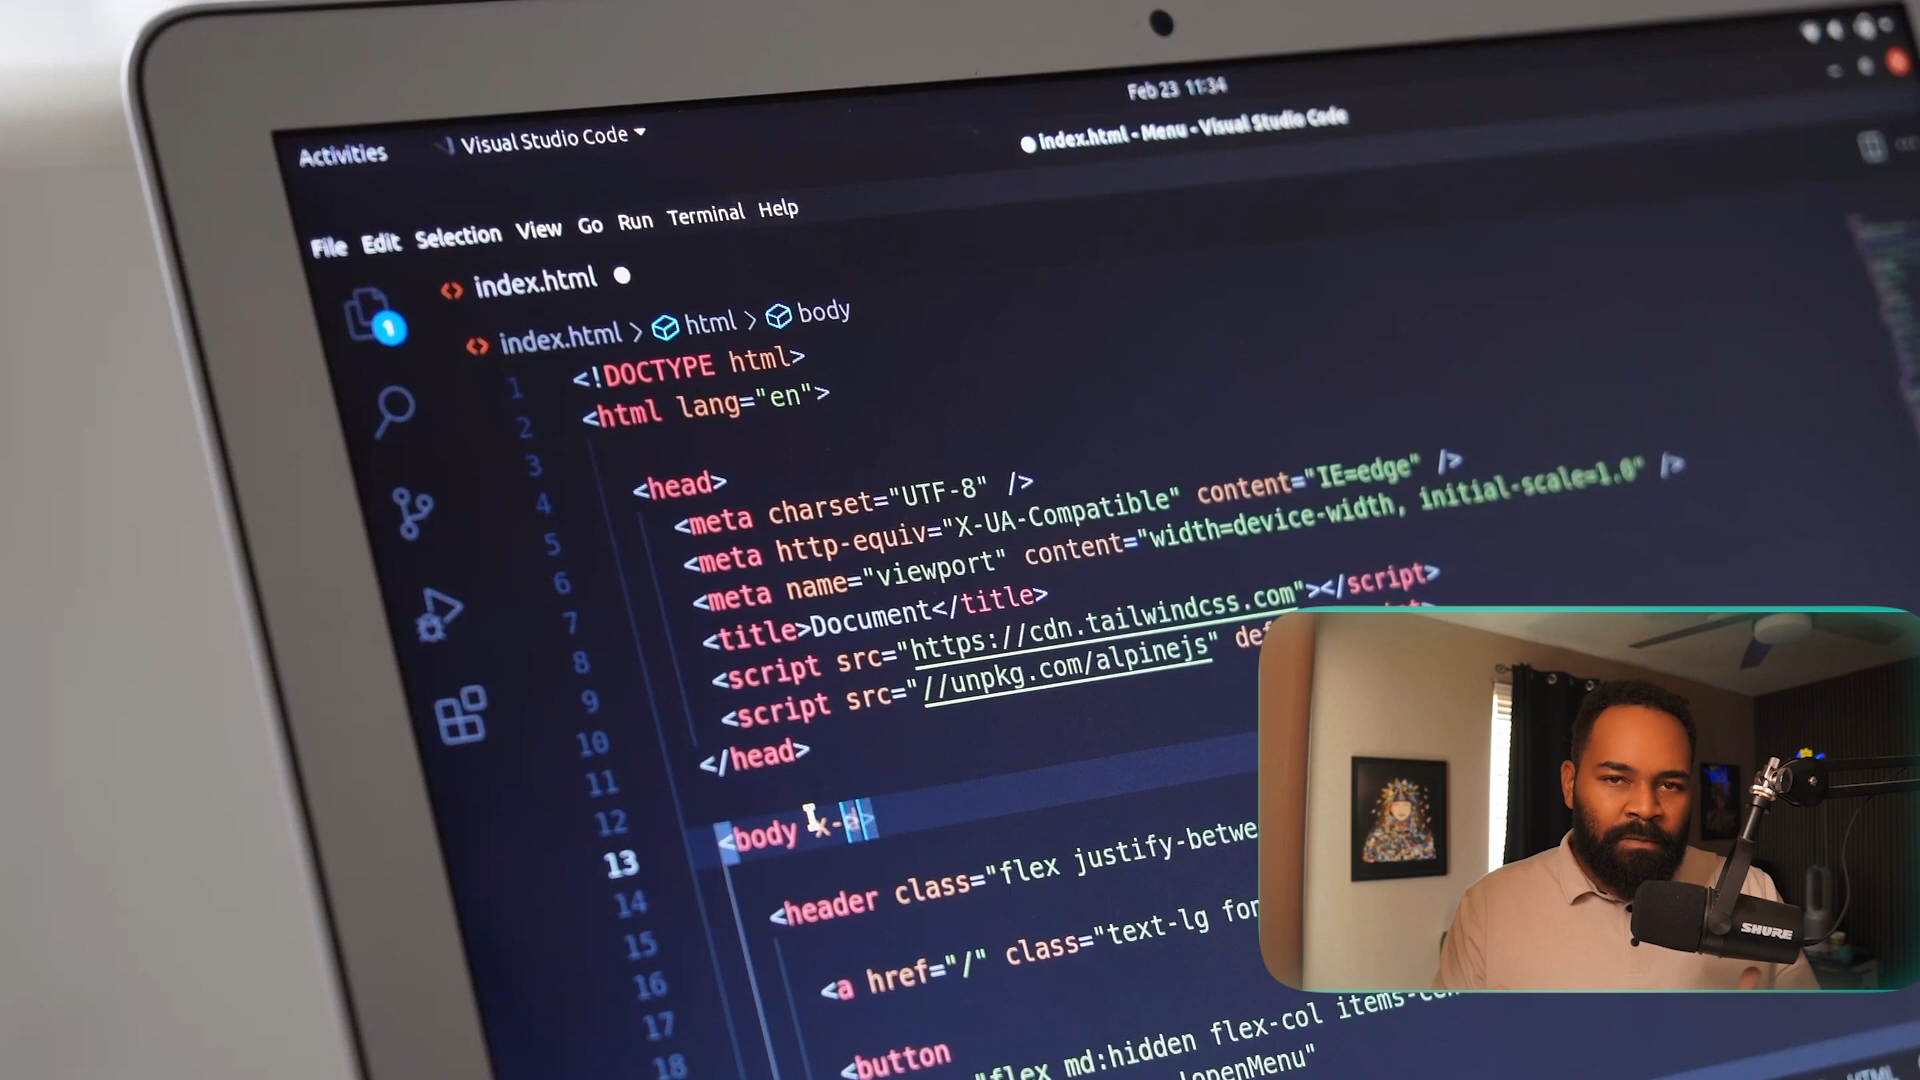 Feb 23 11:34
Activities
Visual Studio Code
index.html - Menu - Visual Studio Code
File Edit Selection View Go Run Terminal Help
1
index.html
index.html > html > body
1 <!DOCTYPE html>
2 <html lang="en">
3
4 <head>
5 <meta charset="UTF-8" />
6 <meta http-equiv="X-UA-Compatible" content="IE=edge" />
7 <meta name="viewport" content="width=device-width, initial-scale=1.0" />
8 <title>Document</title>
9 <script src="https://cdn.tailwindcss.com"></script>
10 <script src="//unpkg.com/alpinejs"
11 </head>
12
13 <body x-
14
15 <header class="flex justify-betwe
16
17 <a href="/" class="text-lg
18
<button
"flex md:hidden flex-col
openMenu"
HTML
SHURE